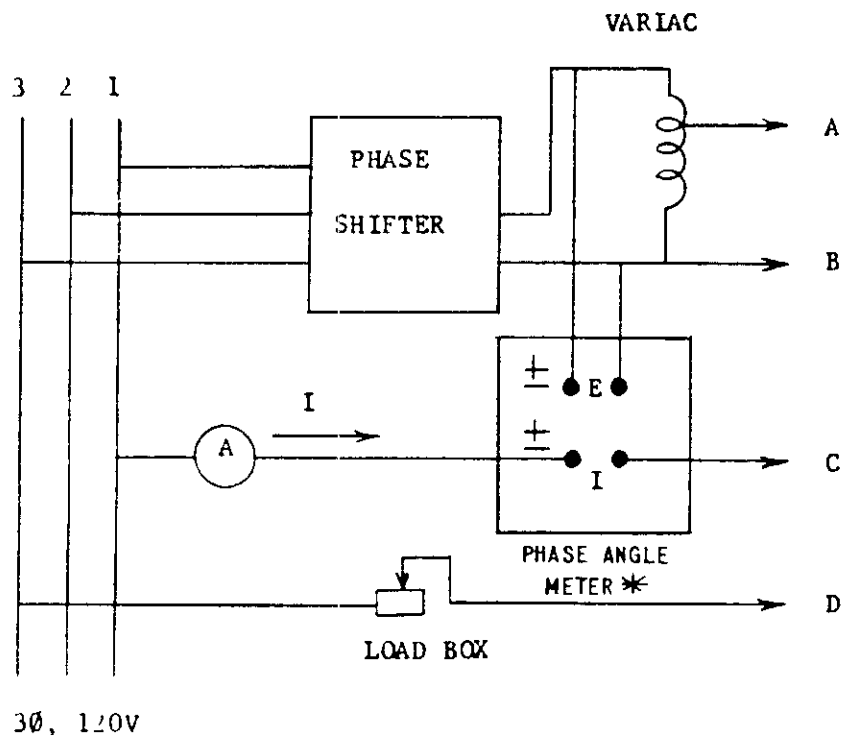 VARIAC
3 2 1
PHASE
SHIFTER
A
B
± E
I
A
±
I
C
PHASE ANGLE
METER *
D
LOAD BOX
3Ø, 120V